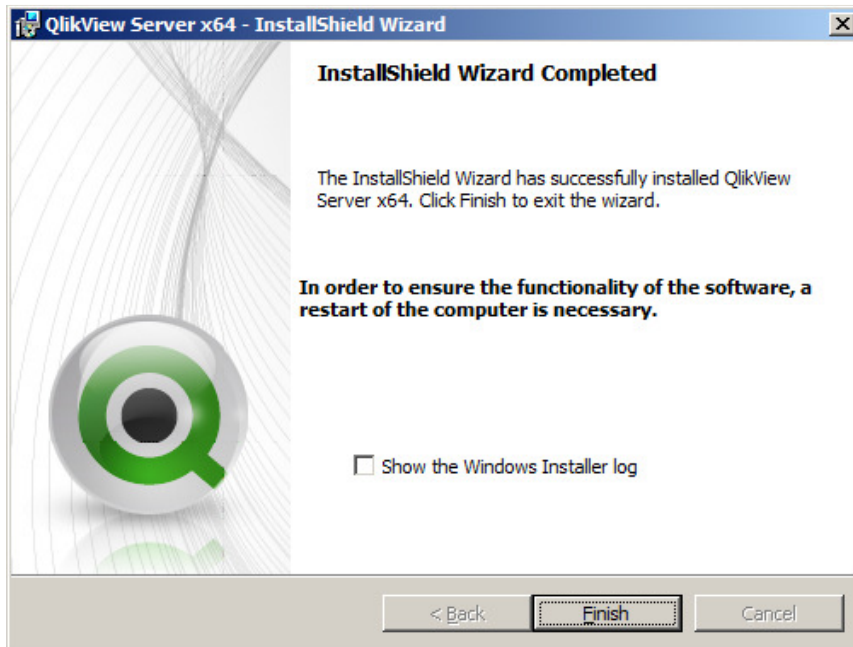 QlikView Server x64 - InstallShield Wizard
InstallShield Wizard Completed
The InstallShield Wizard has successfully installed QlikView
Server x64. Click Finish to exit the wizard.
In order to ensure the functionality of the software, a
restart of the computer is necessary.
Show the Windows Installer log
< Back Finish Cancel